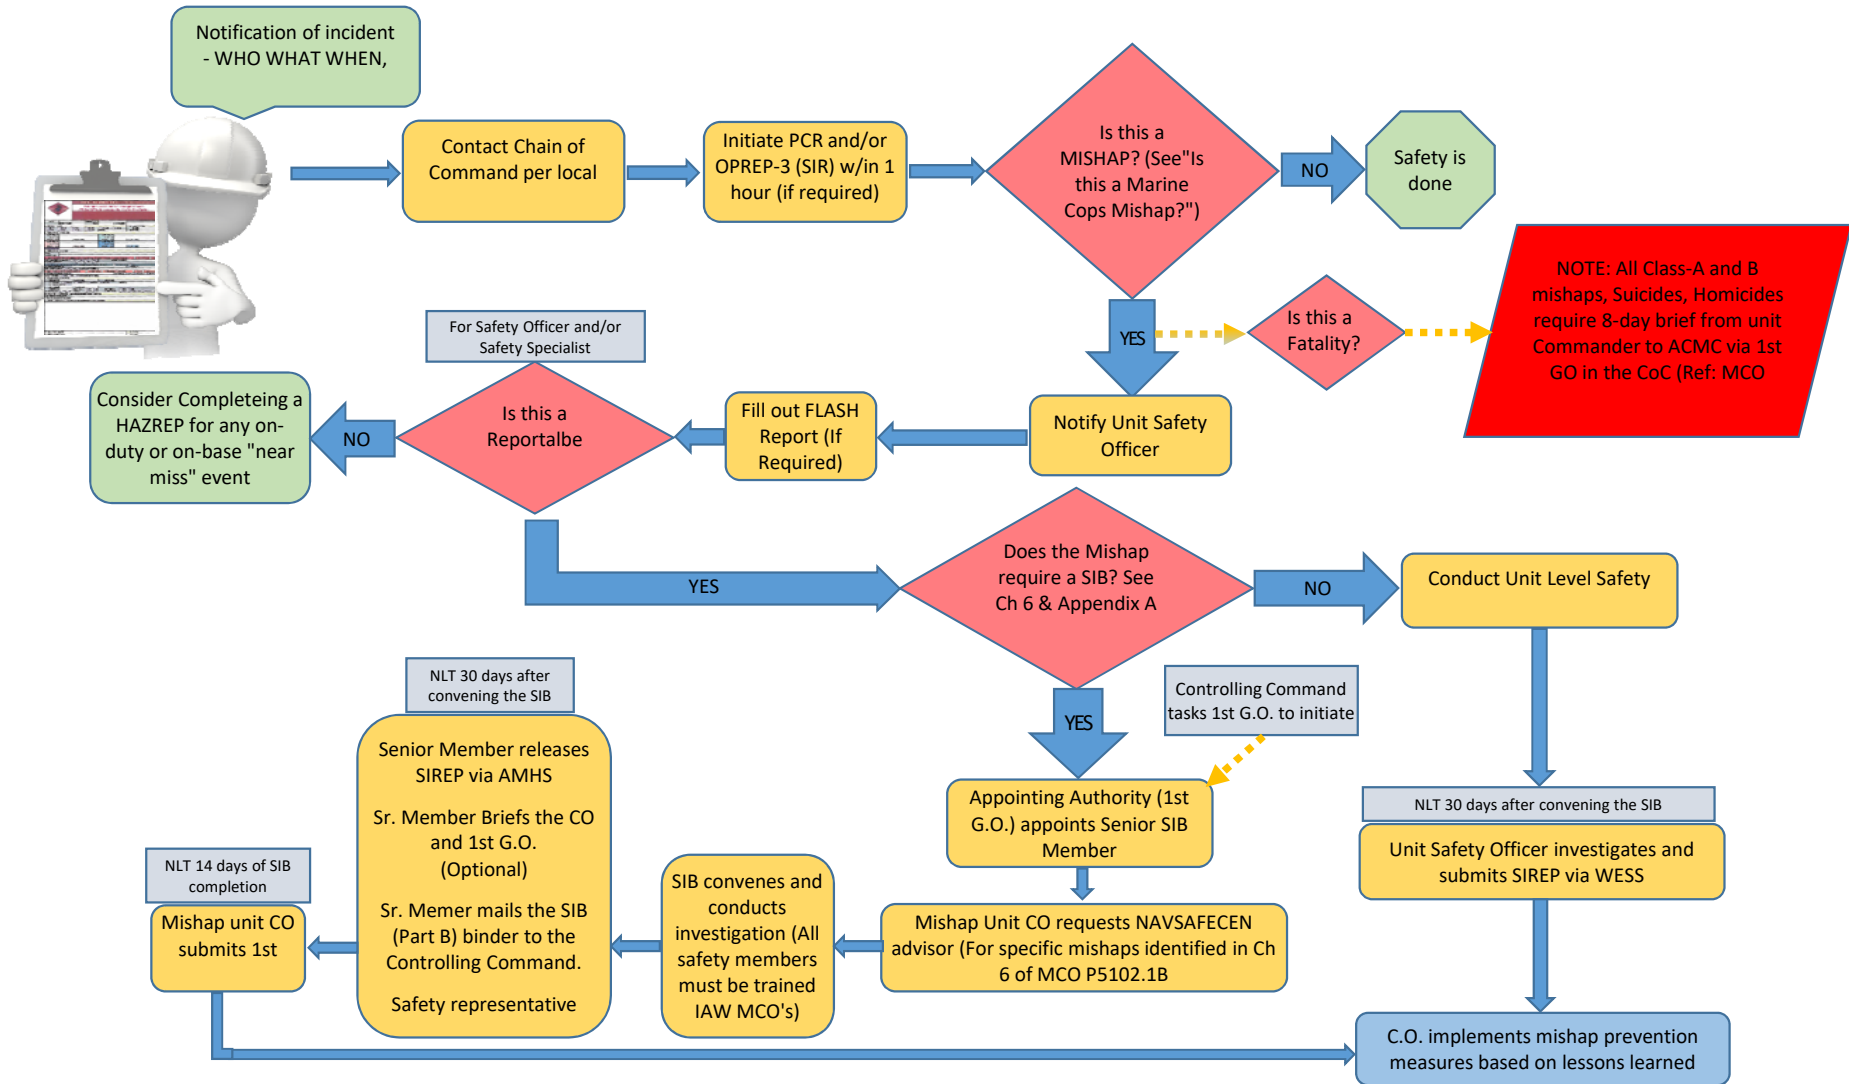 Notification of incident
- WHO WHAT WHEN,
Contact Chain of
Command per local
Initiate PCR and/or
OPREP-3 (SIR) w/in 1
hour (if required)
Is this a
MISHAP? (See"Is
this a Marine
Cops Mishap?")
NO
Safety is
done
YES
Is this a
Fatality?
NOTE: All Class-A and B
mishaps, Suicides, Homicides
require 8-day brief from unit
Commander to ACMC via 1st
GO in the CoC (Ref: MCO
Notify Unit Safety
Officer
Fill out FLASH
Report (If
Required)
For Safety Officer and/or
Safety Specialist
Is this a
Reportalbe
NO
Consider Completeing a
HAZREP for any on-
duty or on-base "near
miss" event
YES
Does the Mishap
require a SIB? See
Ch 6 & Appendix A
NO
Conduct Unit Level Safety
NLT 30 days after convening the SIB
Unit Safety Officer investigates and
submits SIREP via WESS
YES
Controlling Command
tasks 1st G.O. to initiate
Appointing Authority (1st
G.O.) appoints Senior SIB
Member
Mishap Unit CO requests NAVSAFECEN
advisor (For specific mishaps identified in Ch
6 of MCO P5102.1B
SIB convenes and
conducts
investigation (All
safety members
must be trained
IAW MCO's)
NLT 30 days after
convening the SIB
Senior Member releases
SIREP via AMHS
Sr. Member Briefs the CO
and 1st G.O.
(Optional)
Sr. Memer mails the SIB
(Part B) binder to the
Controlling Command.
Safety representative
NLT 14 days of SIB
completion
Mishap unit CO
submits 1st
C.O. implements mishap prevention
measures based on lessons learned